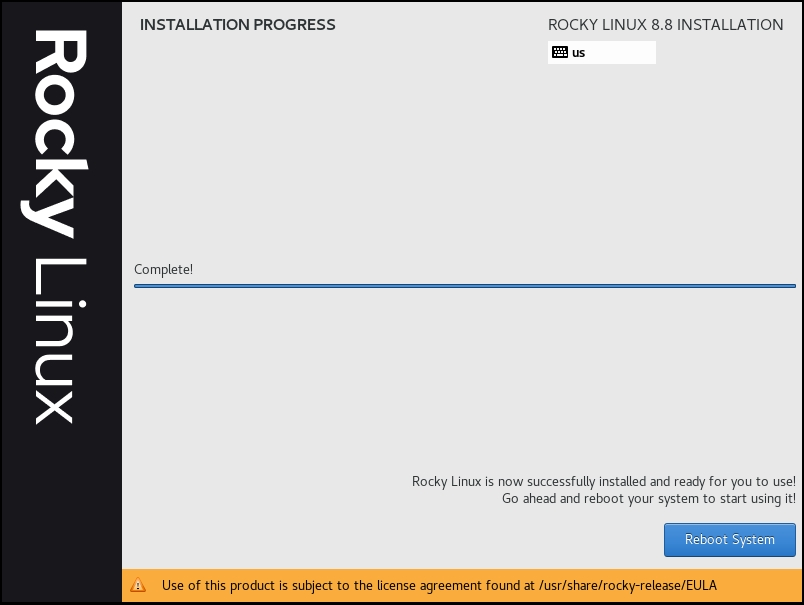 Rocky Linux
INSTALLATION PROGRESS
ROCKY LINUX 8.8 INSTALLATION
us
Complete!
Rocky Linux is now successfully installed and ready for you to use!
Go ahead and reboot your system to start using it!
Reboot System
Use of this product is subject to the license agreement found at /usr/share/rocky-release/EULA